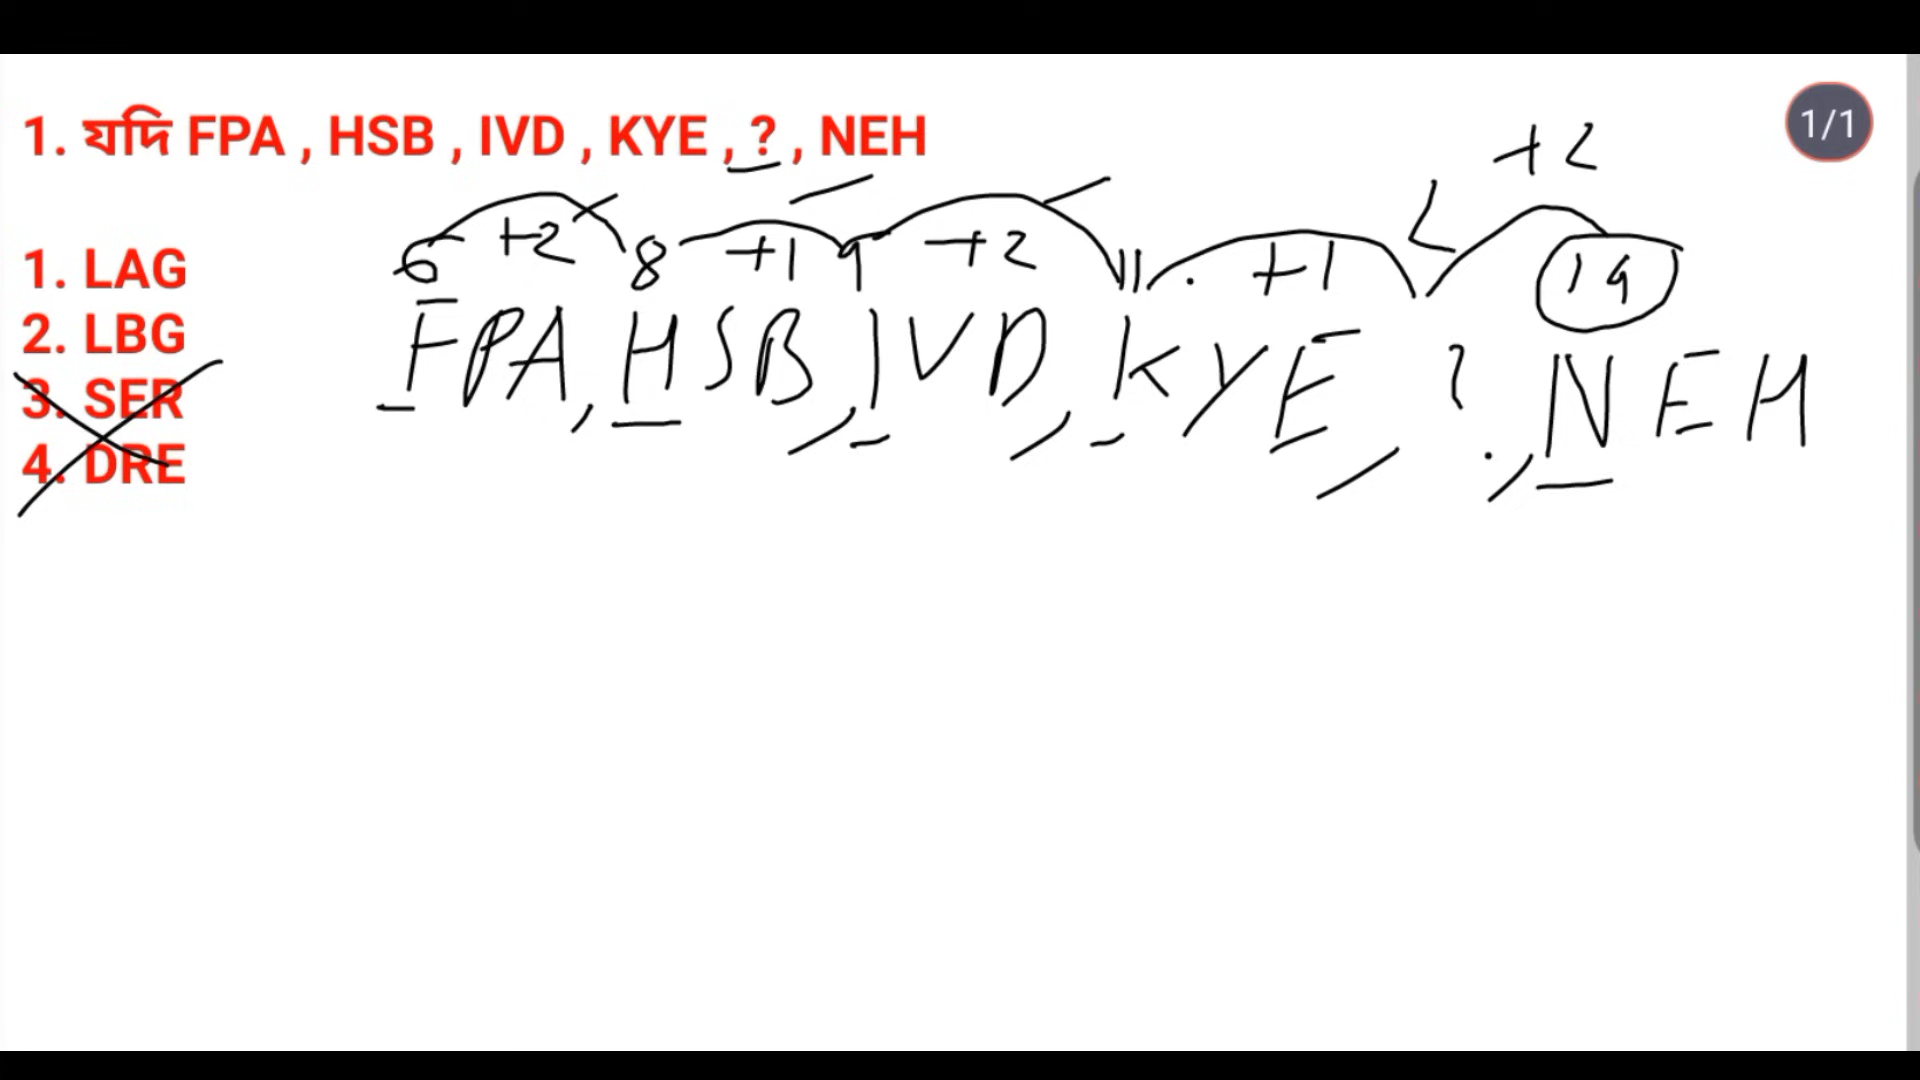 1. যদি FPA , HSB , IVD , KYE , ? , NEH
1/1
+2
1. LAG
6 +2 8 +1 9 +2 11 +1 14
2. LBG
FPA, HSB, IVD, KYE, ?, NEH
3. SER
4. DRE